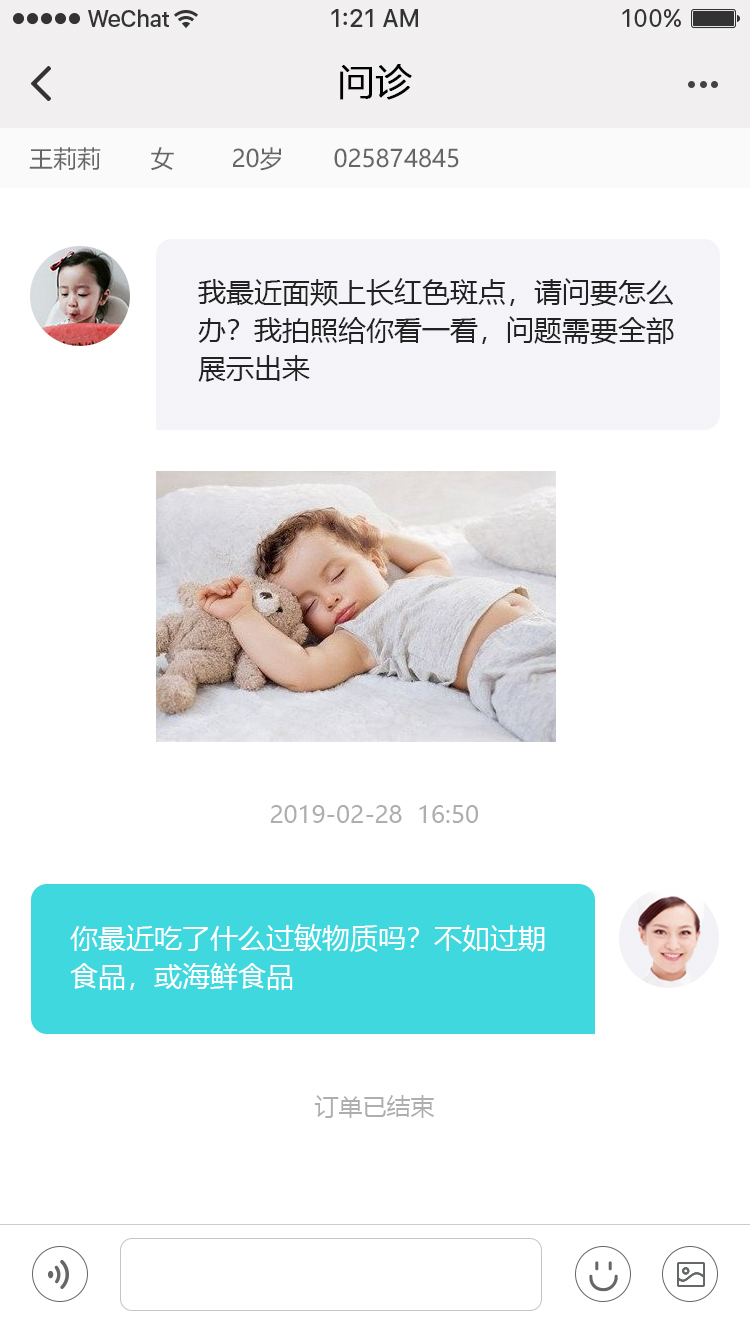 WeChat 1:21 AM 100%
问诊
王莉莉 女 20岁 025874845
我最近面颊上长红色斑点，请问要怎么
办？我拍照给你看一看，问题需要全部
展示出来
2019-02-28 16:50
你最近吃了什么过敏物质吗？不如过期
食品，或海鲜食品
订单已结束